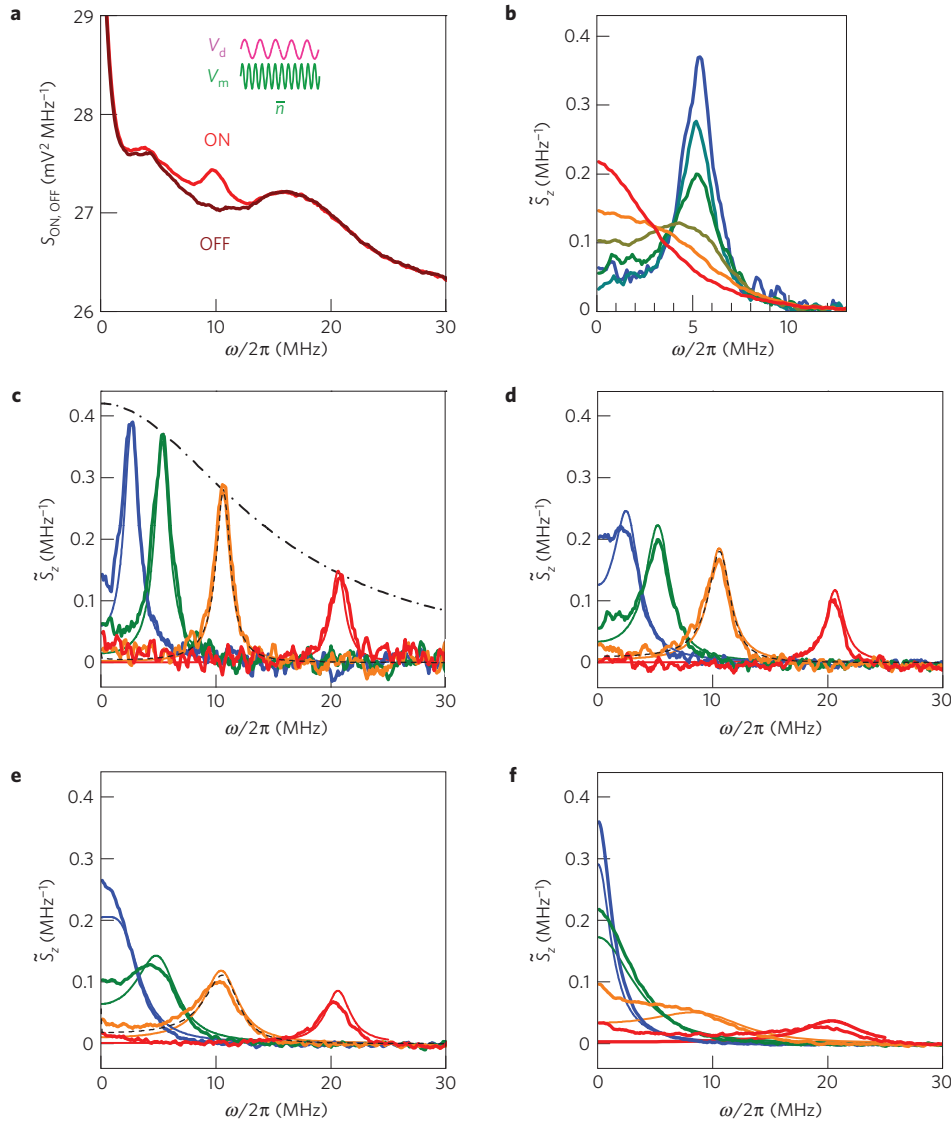 a
29
28
27
26
S_ON, OFF (mV² MHz⁻¹)
V_d
V_m
n̄
ON
OFF
0 10 20 30
ω/2π (MHz)
b
0.4
0.3
0.2
0.1
0
S̃_z (MHz⁻¹)
0 5 10
ω/2π (MHz)
c
0.4
0.3
0.2
0.1
0
S̃_z (MHz⁻¹)
0 10 20 30
ω/2π (MHz)
d
0.4
0.3
0.2
0.1
0
S̃_z (MHz⁻¹)
0 10 20 30
ω/2π (MHz)
e
0.4
0.3
0.2
0.1
0
S̃_z (MHz⁻¹)
0 10 20 30
ω/2π (MHz)
f
0.4
0.3
0.2
0.1
0
S̃_z (MHz⁻¹)
0 10 20 30
ω/2π (MHz)